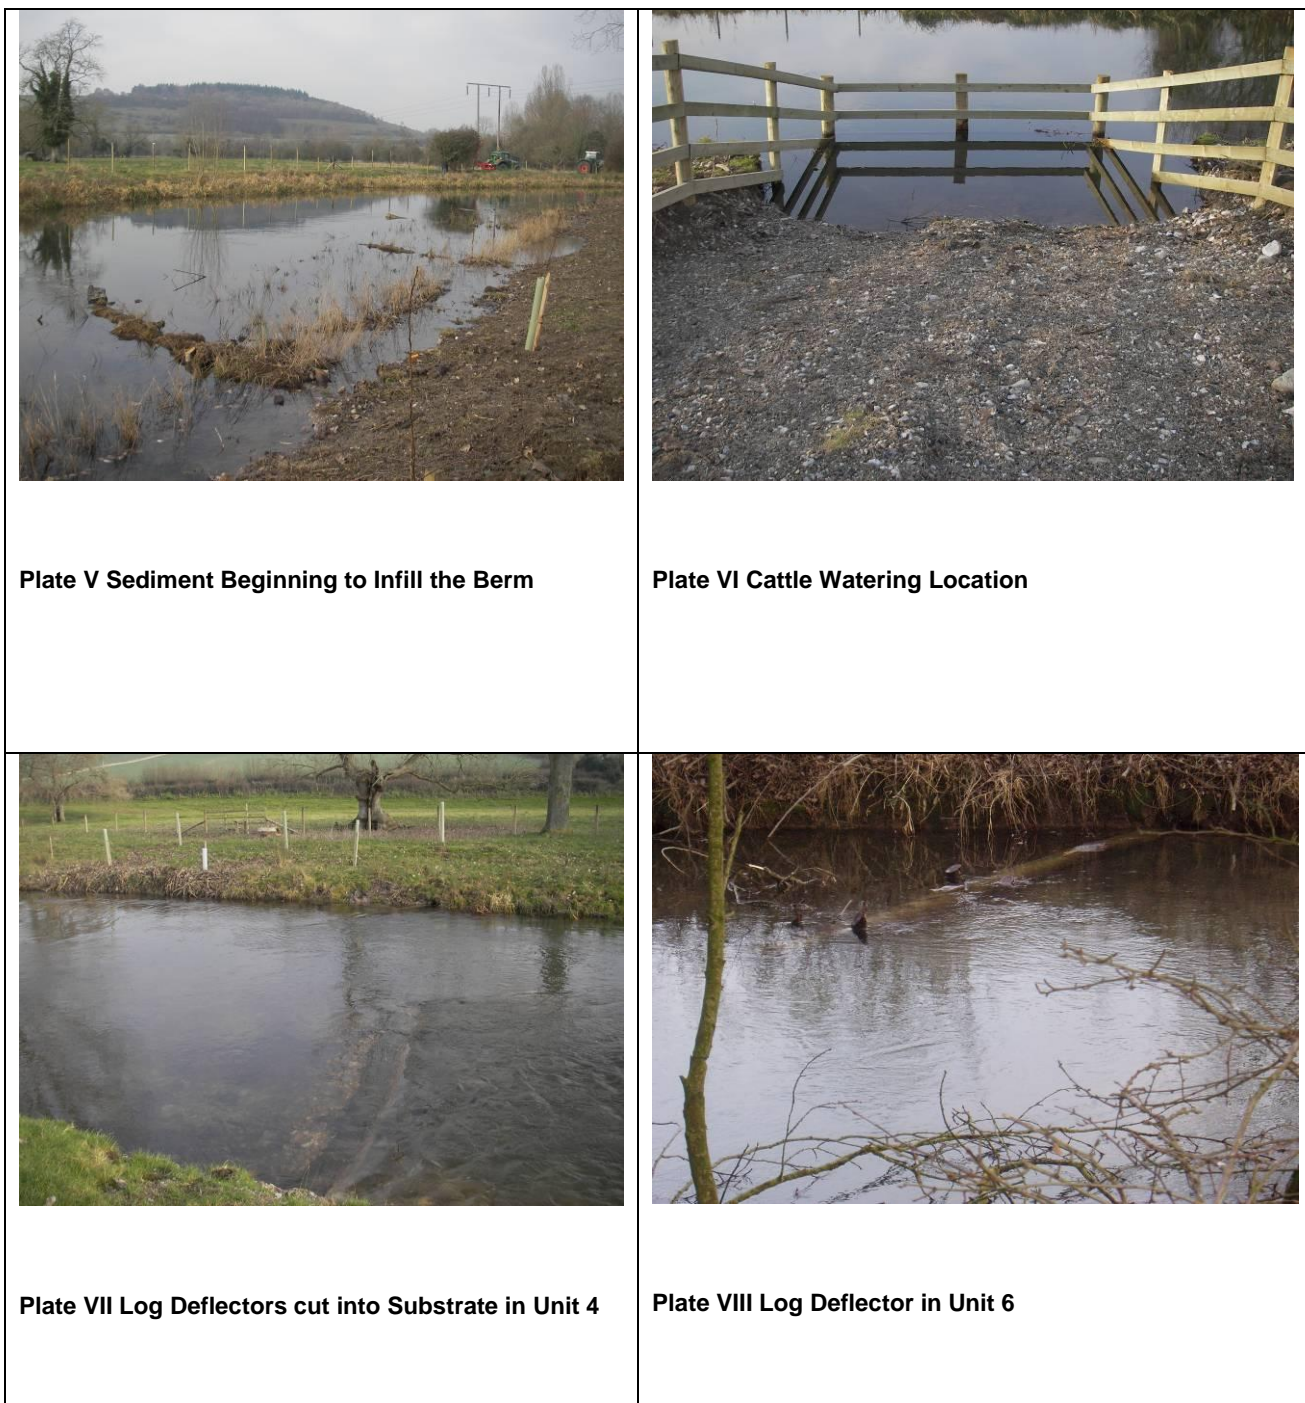 Plate V Sediment Beginning to Infill the Berm
Plate VI Cattle Watering Location
Plate VII Log Deflectors cut into Substrate in Unit 4
Plate VIII Log Deflector in Unit 6